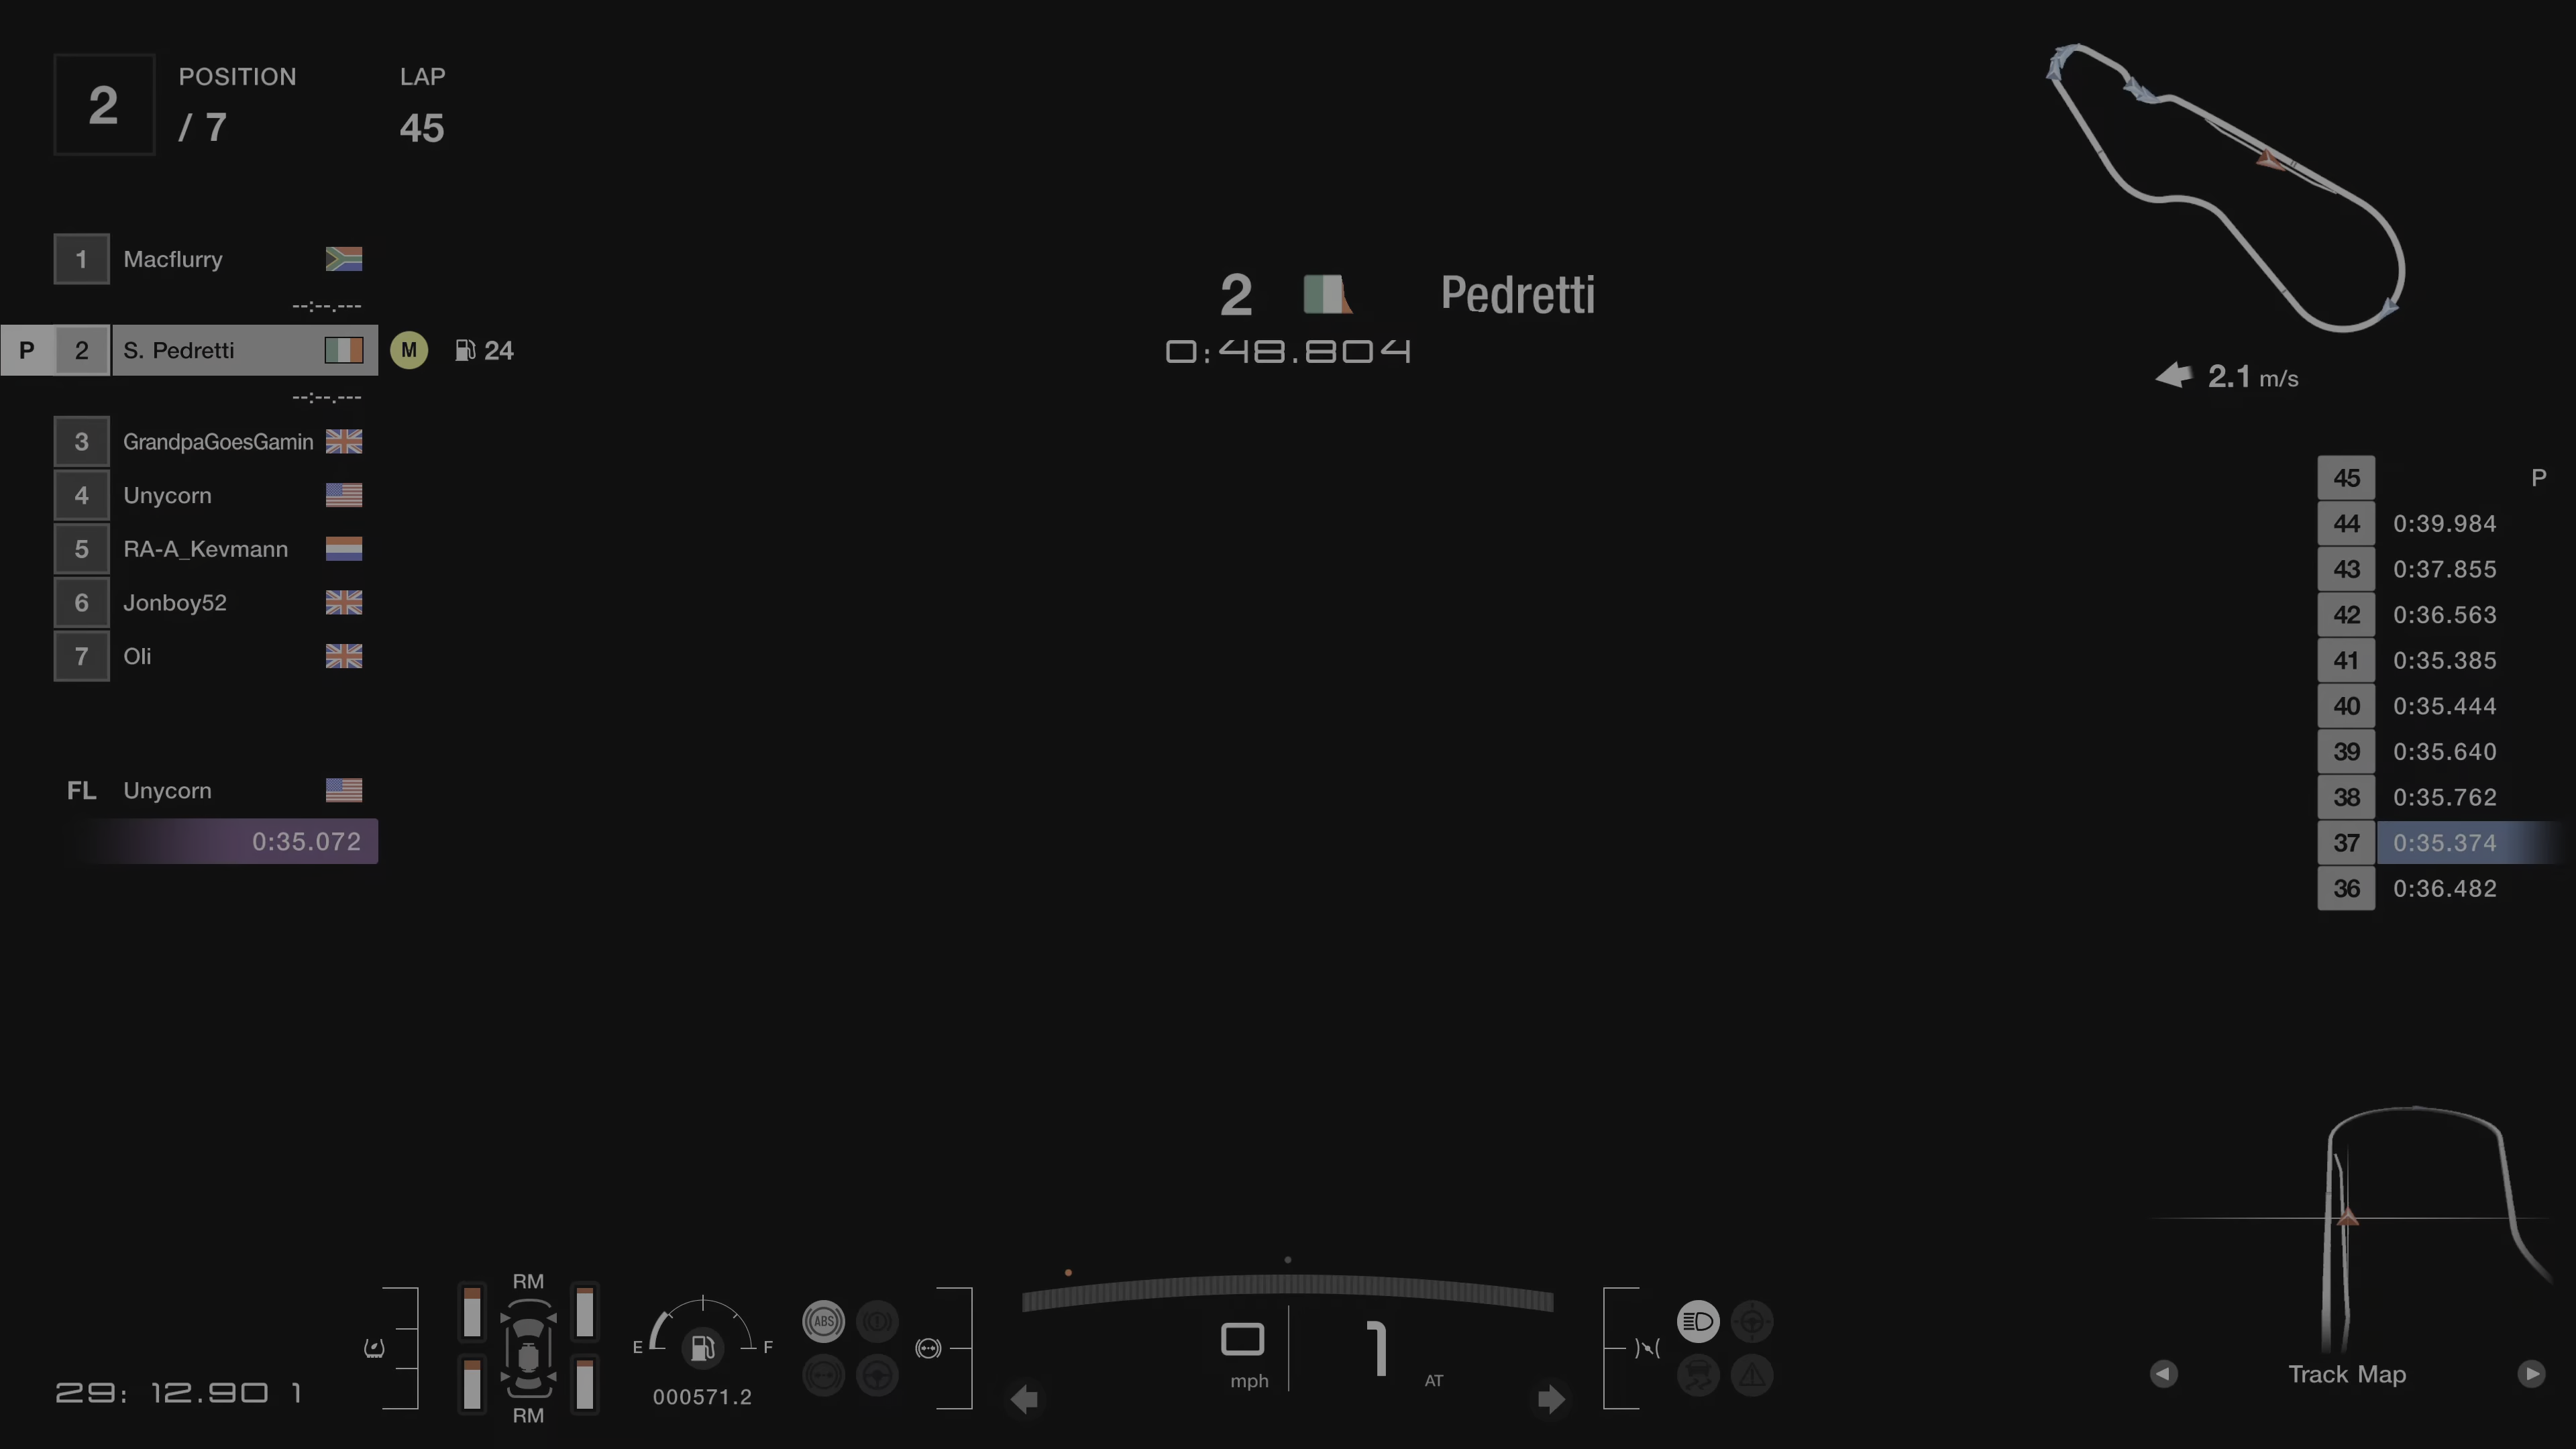 2
POSITION
/ 7
LAP
45
1 Macflurry
--:--.---
P 2 S. Pedretti M 24
--:--.---
3 GrandpaGoesGamin
4 Unycorn
5 RA-A_Kevmann
6 Jonboy52
7 Oli
FL Unycorn
0:35.072
2 Pedretti
0:48.804
2.1 m/s
45 P
44 0:39.984
43 0:37.855
42 0:36.563
41 0:35.385
40 0:35.444
39 0:35.640
38 0:35.762
37 0:35.374
36 0:36.482
29: 12.90 1
RM
RM
E F
000571.2
ABS
0
mph
1
AT
Track Map